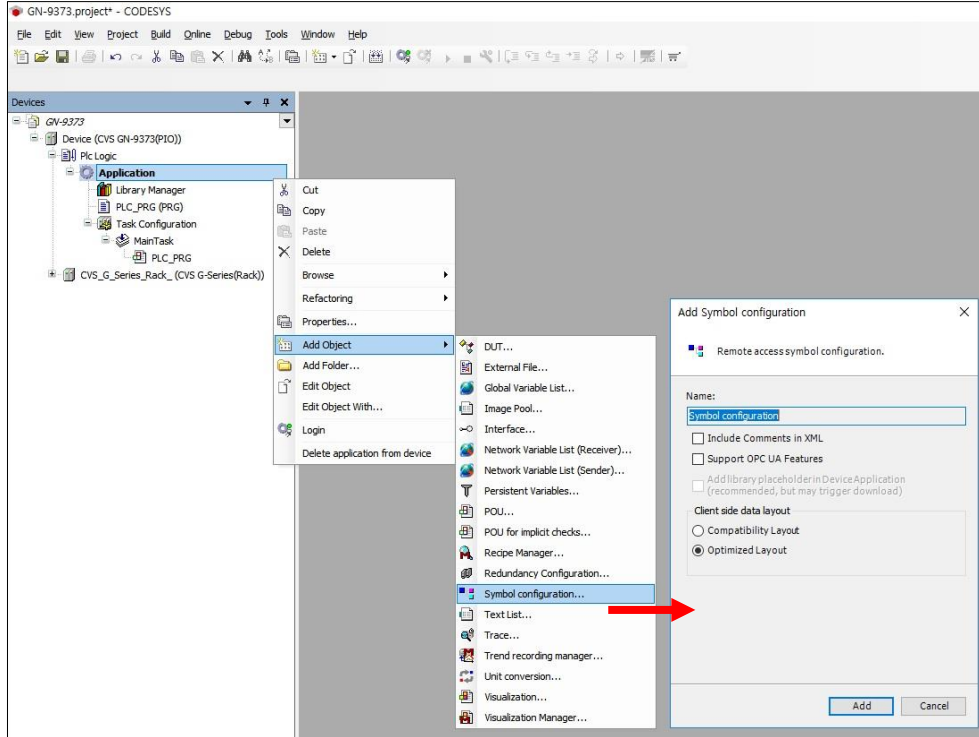 GN-9373.project* - CODESYS
File Edit View Project Build Online Debug Tools Window Help
Devices
GN-9373
Device (CVS GN-9373(PIO))
Plc Logic
Application
Library Manager
PLC_PRG (PRG)
Task Configuration
MainTask
PLC_PRG
CVS_G_Series_Rack_ (CVS G-Series(Rack))
Cut
Copy
Paste
Delete
Browse
Refactoring
Properties...
Add Object
Add Folder...
Edit Object
Edit Object With...
Login
Delete application from device
DUT...
External File...
Global Variable List...
Image Pool...
Interface...
Network Variable List (Receiver)...
Network Variable List (Sender)...
Persistent Variables...
POU...
POU for implicit checks...
Recipe Manager...
Redundancy Configuration...
Symbol configuration...
Text List...
Trace...
Trend recording manager...
Unit conversion...
Visualization...
Visualization Manager...
Add Symbol configuration
Remote access symbol configuration.
Name:
Symbol configuration
Include Comments in XML
Support OPC UA Features
Add library placeholder in Device Application
(recommended, but may trigger download)
Client side data layout
Compatibility Layout
Optimized Layout
Add Cancel